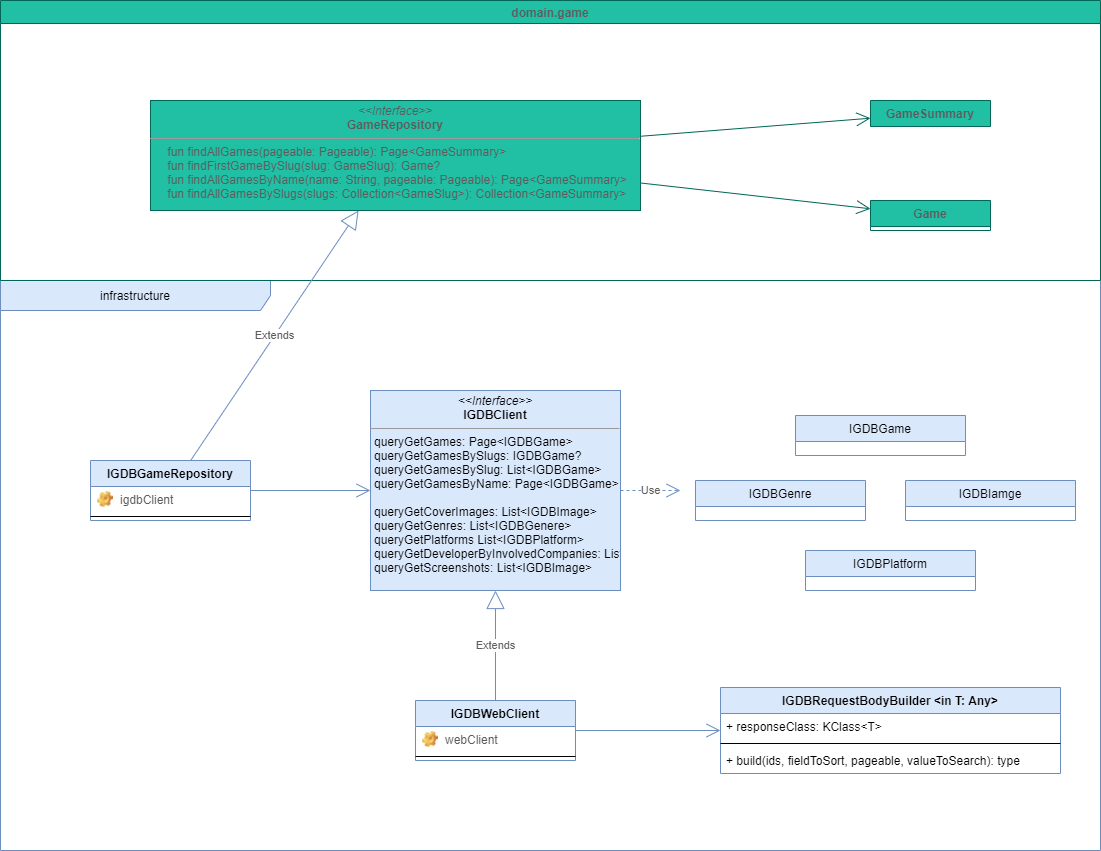 domain.game
<<Interface>>
GameRepository
fun findAllGames(pageable: Pageable): Page<GameSummary>
fun findFirstGameBySlug(slug: GameSlug): Game?
fun findAllGamesByName(name: String, pageable: Pageable): Page<GameSummary>
fun findAllGamesBySlugs(slugs: Collection<GameSlug>): Collection<GameSummary>
GameSummary
Game
infrastructure
Extends
IGDBGameRepository
igdbClient
<<Interface>>
IGDBClient
queryGetGames: Page<IGDBGame>
queryGetGamesBySlugs: IGDBGame?
queryGetGamesBySlug: List<IGDBGame>
queryGetGamesByName: Page<IGDBGame>
queryGetCoverImages: List<IGDBImage>
queryGetGenres: List<IGDBGenere>
queryGetPlatforms List<IGDBPlatform>
queryGetDeveloperByInvolvedCompanies: Lis
queryGetScreenshots: List<IGDBImage>
Use
IGDBGame
IGDBGenre
IGDBIamge
IGDBPlatform
Extends
IGDBWebClient
webClient
IGDBRequestBodyBuilder <in T: Any>
+ responseClass: KClass<T>
+ build(ids, fieldToSort, pageable, valueToSearch): type